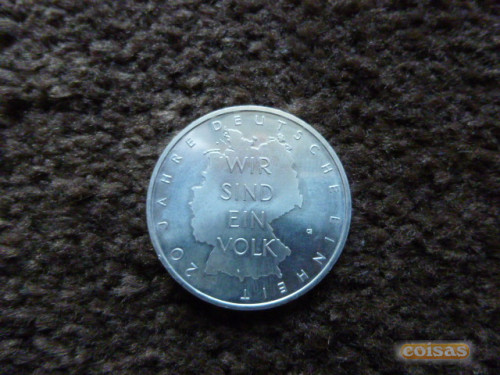 20 JAHRE DEUTSCHE EINHEIT
WIR
SIND
EIN
VOLK
coisas